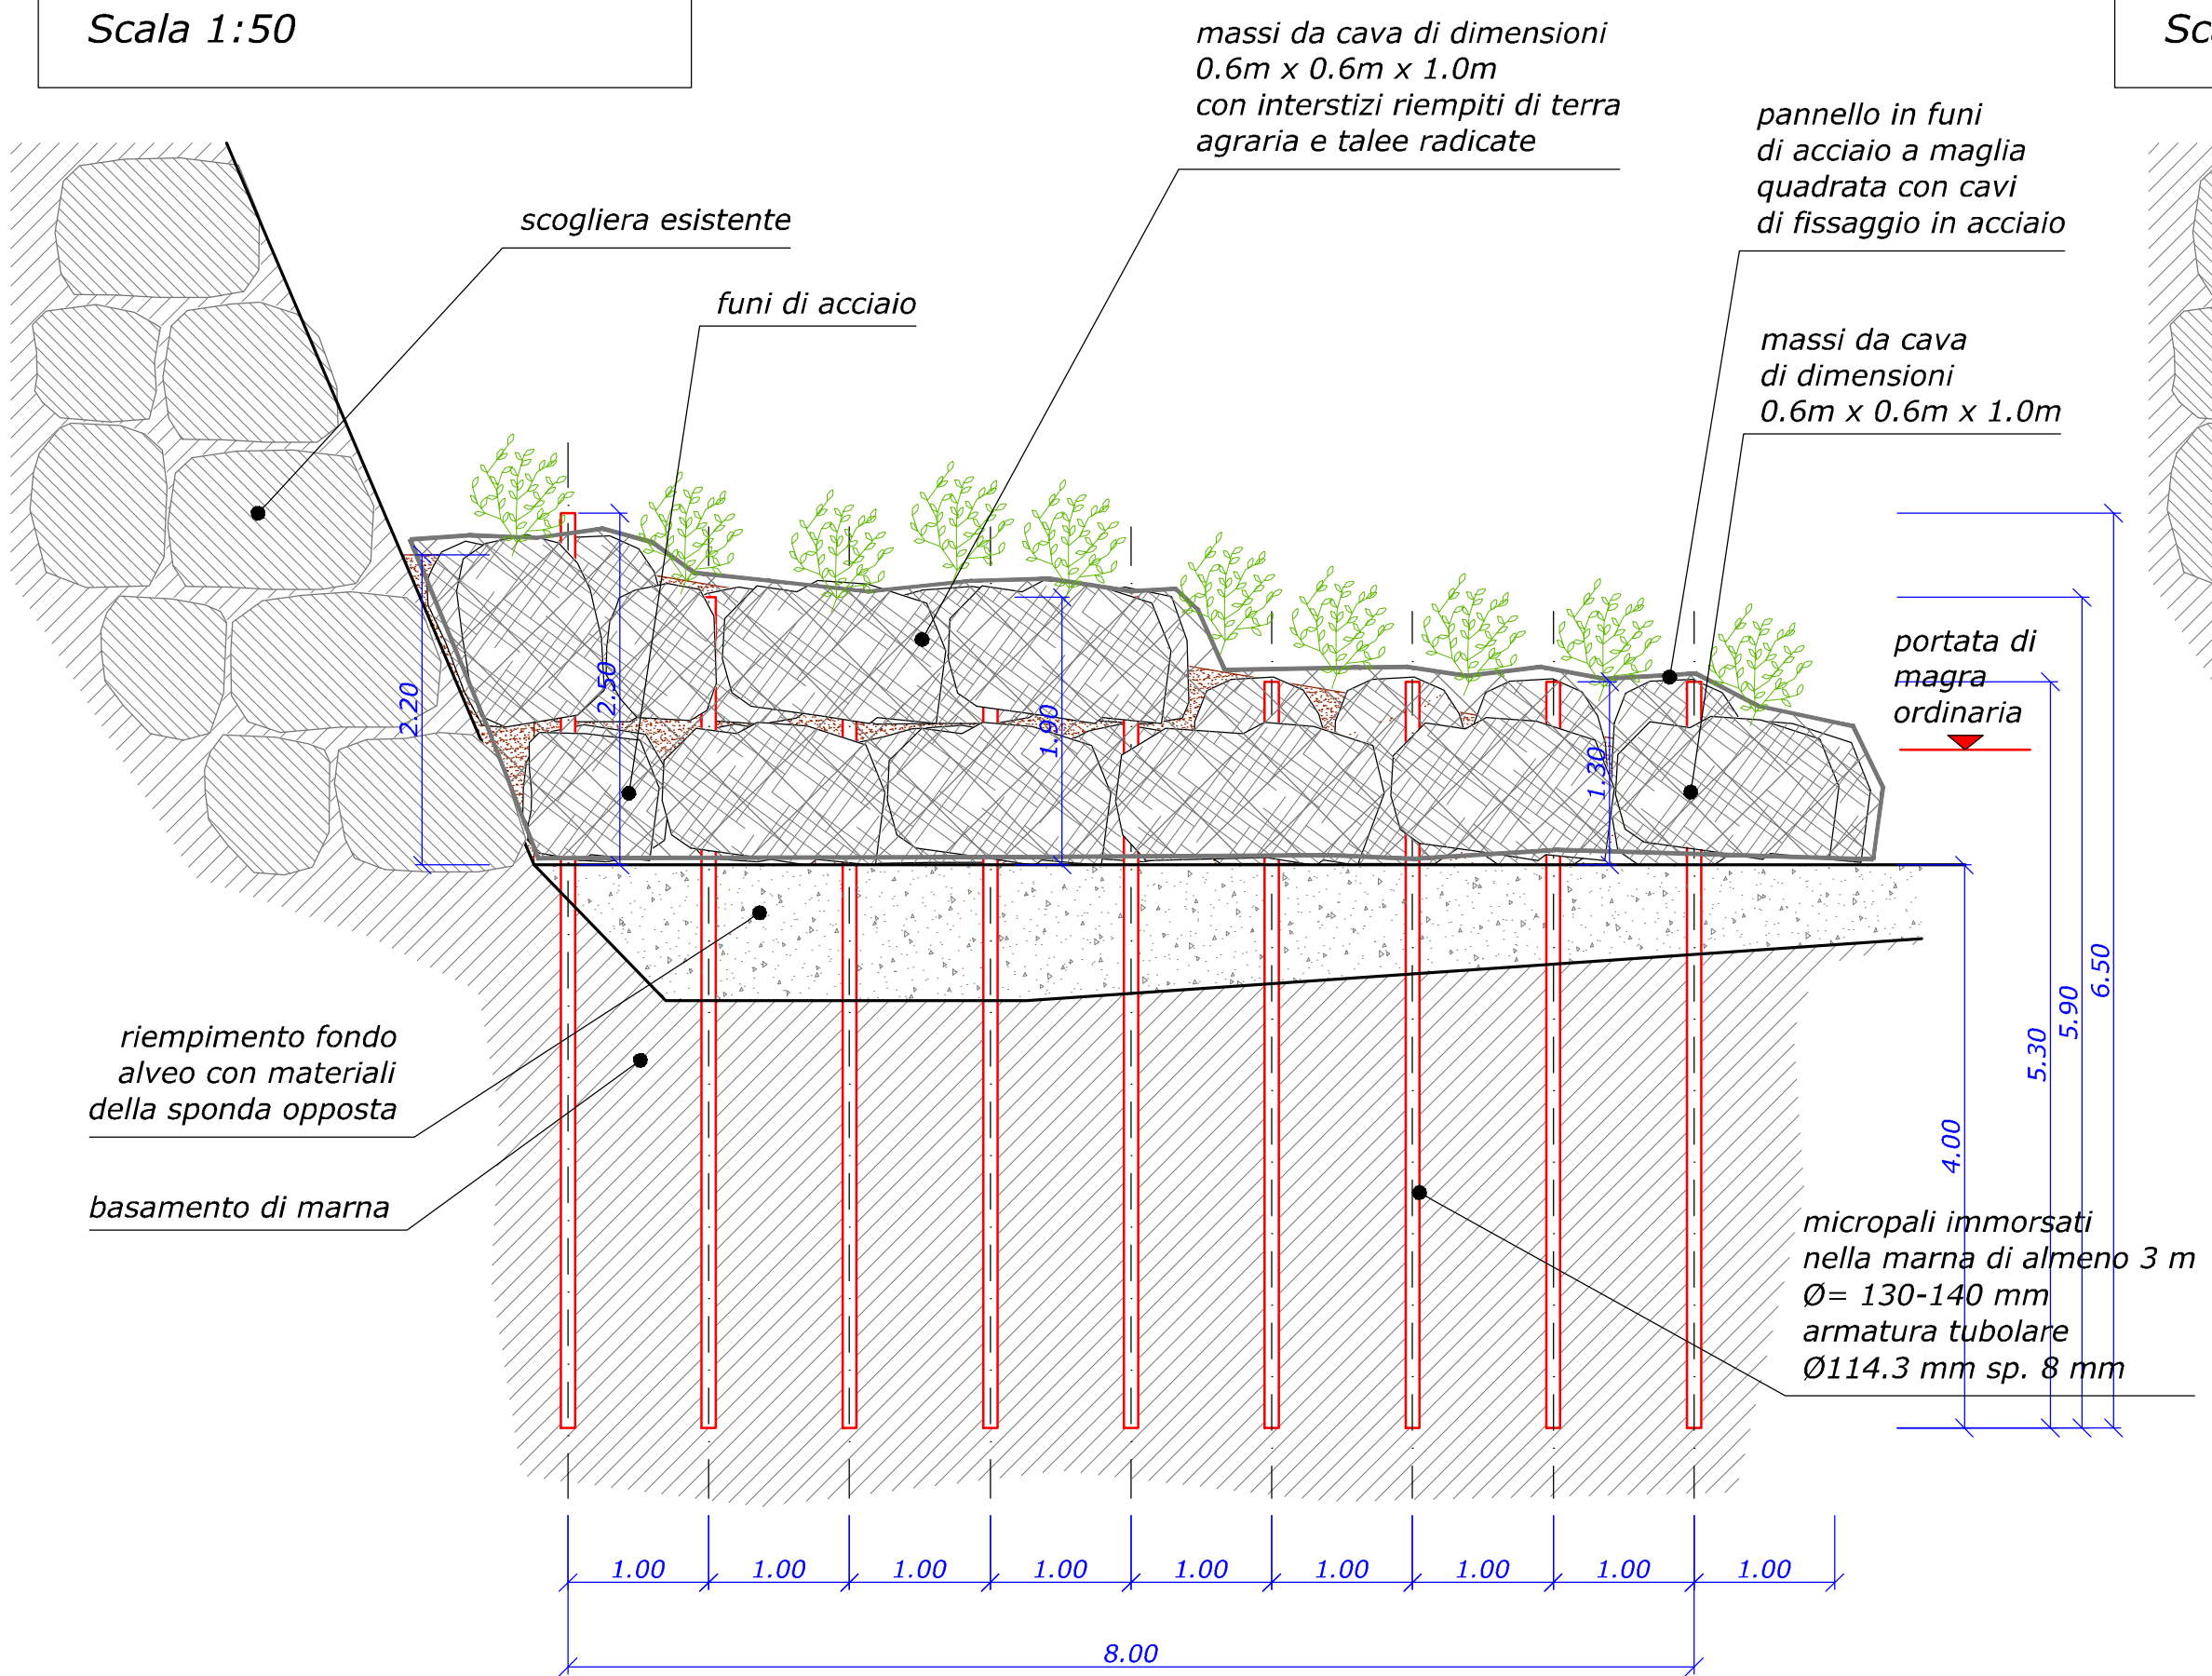 Scala 1:50
massi da cava di dimensioni
0.6m x 0.6m x 1.0m
con interstizi riempiti di terra
agraria e talee radicate
pannello in funi
di acciaio a maglia
quadrata con cavi
di fissaggio in acciaio
scogliera esistente
funi di acciaio
massi da cava
di dimensioni
0.6m x 0.6m x 1.0m
portata di
magra
ordinaria
2.20
2.50
1.90
1.30
riempimento fondo
alveo con materiali
della sponda opposta
basamento di marna
4.00
5.30
5.90
6.50
micropali immorsati
nella marna di almeno 3 m
Ø= 130-140 mm
armatura tubolare
Ø114.3 mm sp. 8 mm
1.00 1.00 1.00 1.00 1.00 1.00 1.00 1.00 1.00
8.00